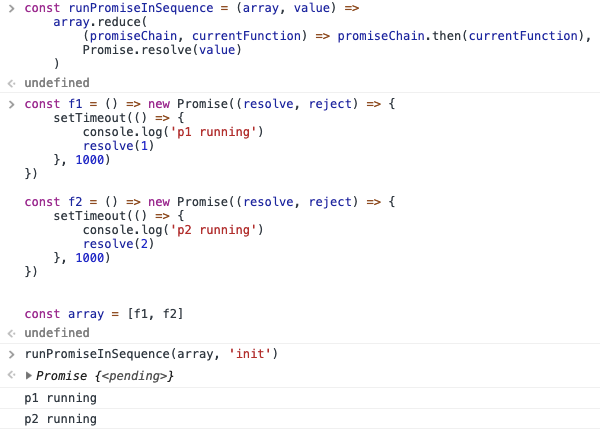 const runPromiseInSequence = (array, value) =>
    array.reduce(
        (promiseChain, currentFunction) => promiseChain.then(currentFunction),
        Promise.resolve(value)
    )
undefined
const f1 = () => new Promise((resolve, reject) => {
    setTimeout(() => {
        console.log('p1 running')
        resolve(1)
    }, 1000)
})
const f2 = () => new Promise((resolve, reject) => {
    setTimeout(() => {
        console.log('p2 running')
        resolve(2)
    }, 1000)
})
const array = [f1, f2]
undefined
runPromiseInSequence(array, 'init')
Promise {<pending>}
p1 running
p2 running